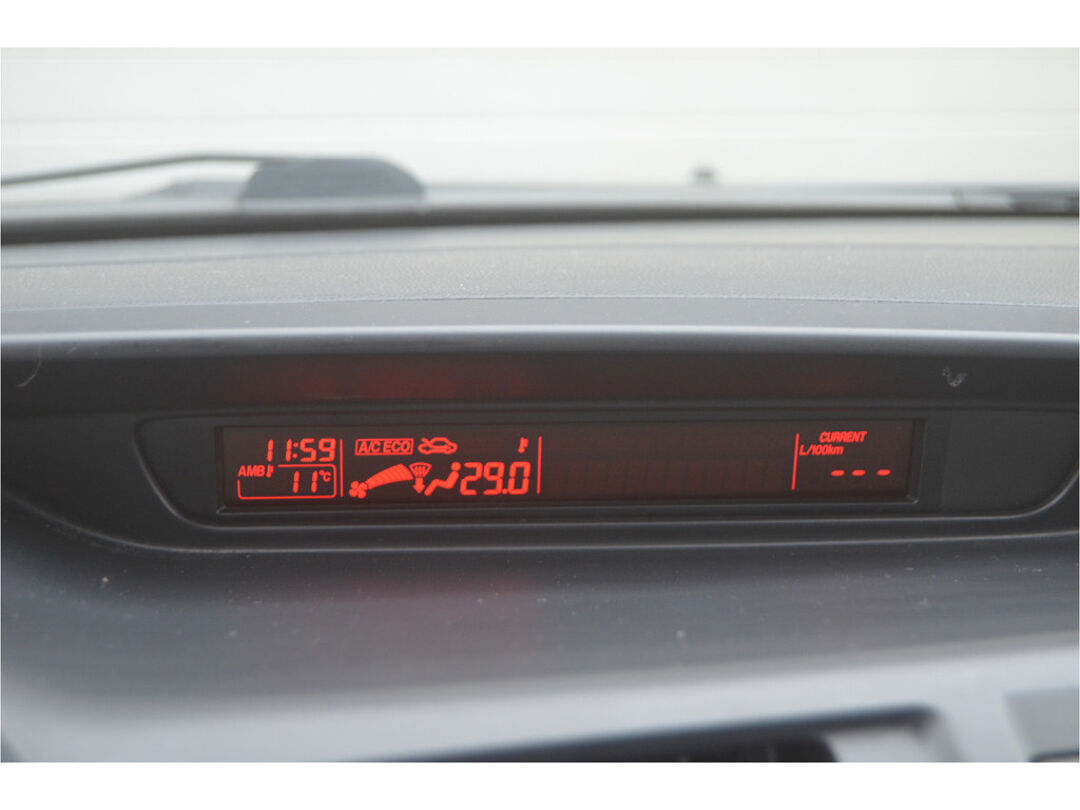 11:59
AMB 11°C
A/C ECO
29.0
CURRENT
L/100km
---